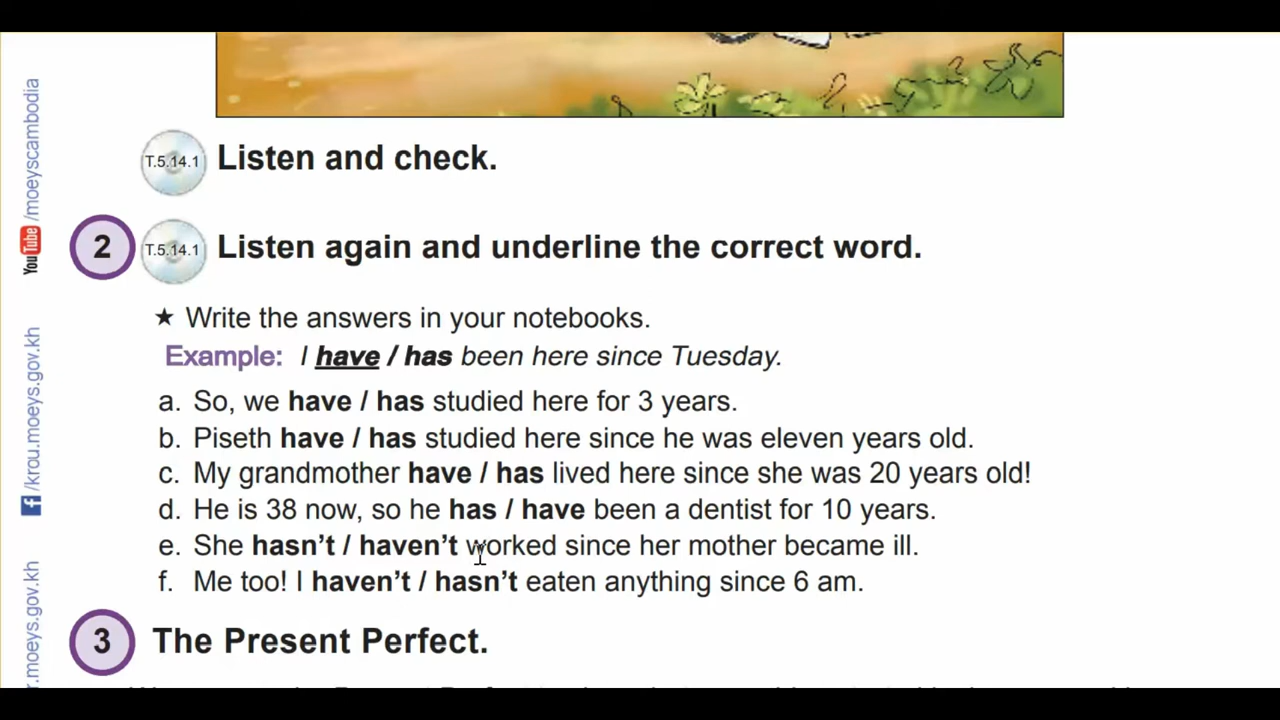 T.5.14.1 Listen and check.
2 T.5.14.1 Listen again and underline the correct word.
★ Write the answers in your notebooks.
Example: I have / has been here since Tuesday.
a. So, we have / has studied here for 3 years.
b. Piseth have / has studied here since he was eleven years old.
c. My grandmother have / has lived here since she was 20 years old!
d. He is 38 now, so he has / have been a dentist for 10 years.
e. She hasn't / haven't worked since her mother became ill.
f. Me too! I haven't / hasn't eaten anything since 6 am.
3 The Present Perfect.
YouTube /moeyscambodia
f /krou.moeys.gov.kh
r.moeys.gov.kh